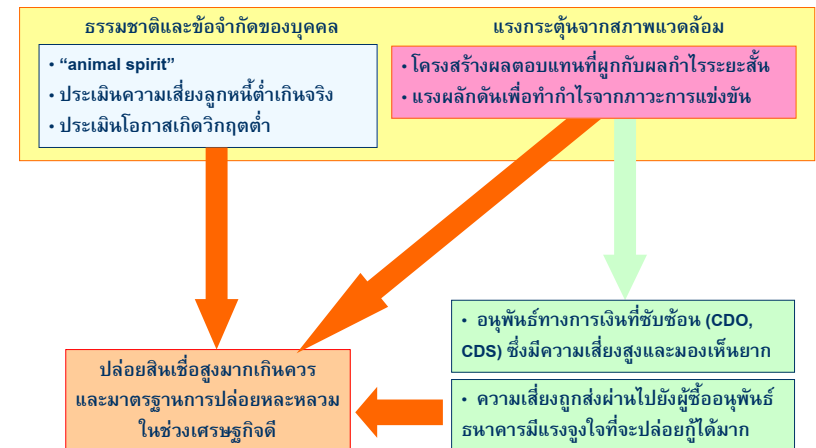 ธรรมชาติและข้อจำกัดของบุคคล
• “animal spirit”
• ประเมินความเสี่ยงลูกหนี้ต่ำเกินจริง
• ประเมินโอกาสเกิดวิกฤตต่ำ
แรงกระตุ้นจากสภาพแวดล้อม
• โครงสร้างผลตอบแทนที่ผูกกับผลกำไรระยะสั้น
• แรงผลักดันเพื่อทำกำไรจากภาวะการแข่งขัน
• อนุพันธ์ทางการเงินที่ซับซ้อน (CDO,
CDS) ซึ่งมีความเสี่ยงสูงและมองเห็นยาก
ปล่อยสินเชื่อสูงมากเกินควร
และมาตรฐานการปล่อยหละหลวม
ในช่วงเศรษฐกิจดี
• ความเสี่ยงถูกส่งผ่านไปยังผู้ซื้ออนุพันธ์
ธนาคารมีแรงจูงใจที่จะปล่อยกู้ได้มาก